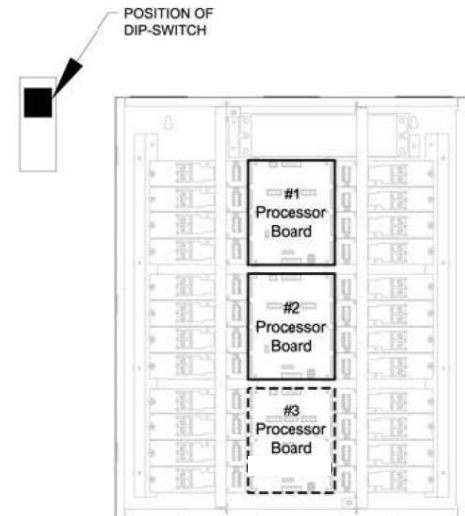 POSITION OF
DIP-SWITCH
#1
Processor
Board
#2
Processor
Board
#3
Processor
Board